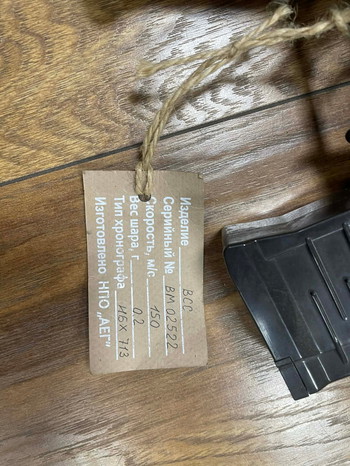 Изделие ВСС
Серийный № ВМ 02522
Скорость, м/с 150
Вес шара, г. 0.2
Тип хронографа ИБХ 713
Изготовлено НПО „АЕГ"